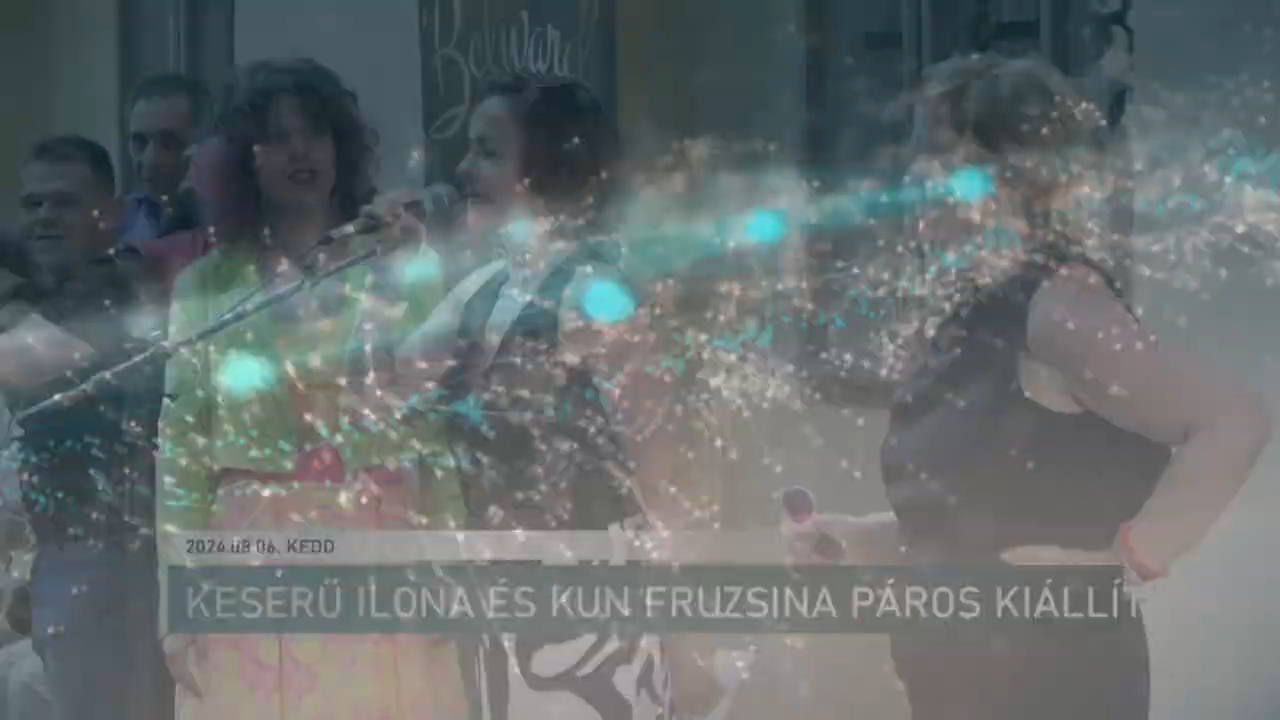 2024.08.06. KEDD
KESERÜ ILONA ÉS KUN FRUZSINA PÁROS KIÁLLÍT